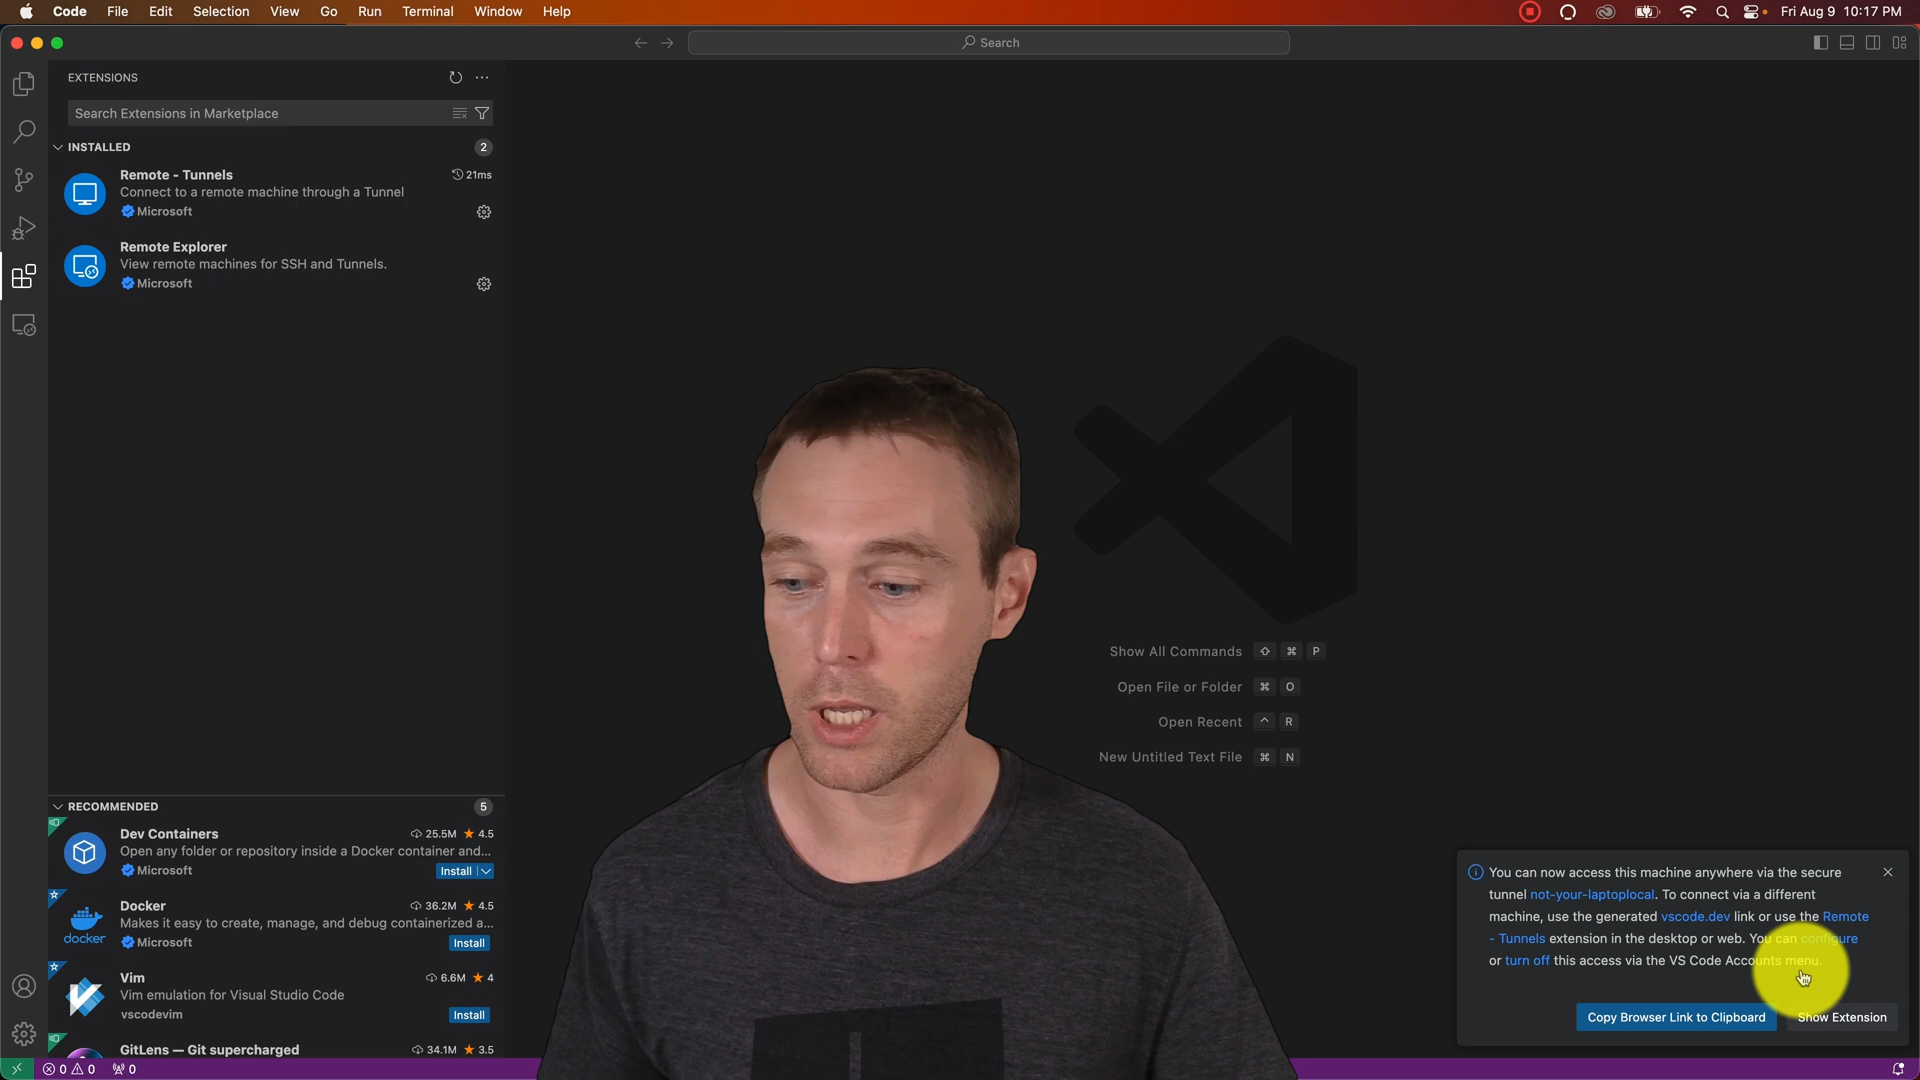 Code File Edit Selection View Go Run Terminal Window Help
Fri Aug 9 10:17 PM
Search
EXTENSIONS
Search Extensions in Marketplace
INSTALLED 2
Remote - Tunnels 21ms
Connect to a remote machine through a Tunnel
Microsoft
Remote Explorer
View remote machines for SSH and Tunnels.
Microsoft
Show All Commands ⇧ ⌘ P
Open File or Folder ⌘ O
Open Recent ^ R
New Untitled Text File ⌘ N
RECOMMENDED 5
Dev Containers 25.5M ★ 4.5
Open any folder or repository inside a Docker container and...
Microsoft Install
Docker 36.2M ★ 4.5
Makes it easy to create, manage, and debug containerized a...
docker Microsoft Install
Vim 6.6M ★ 4
Vim emulation for Visual Studio Code
vscodevim Install
GitLens — Git supercharged 34.1M ★ 3.5
You can now access this machine anywhere via the secure
tunnel not-your-laptoplocal. To connect via a different
machine, use the generated vscode.dev link or use the Remote
- Tunnels extension in the desktop or web. You can configure
or turn off this access via the VS Code Accounts menu.
Copy Browser Link to Clipboard Show Extension
0 0 0